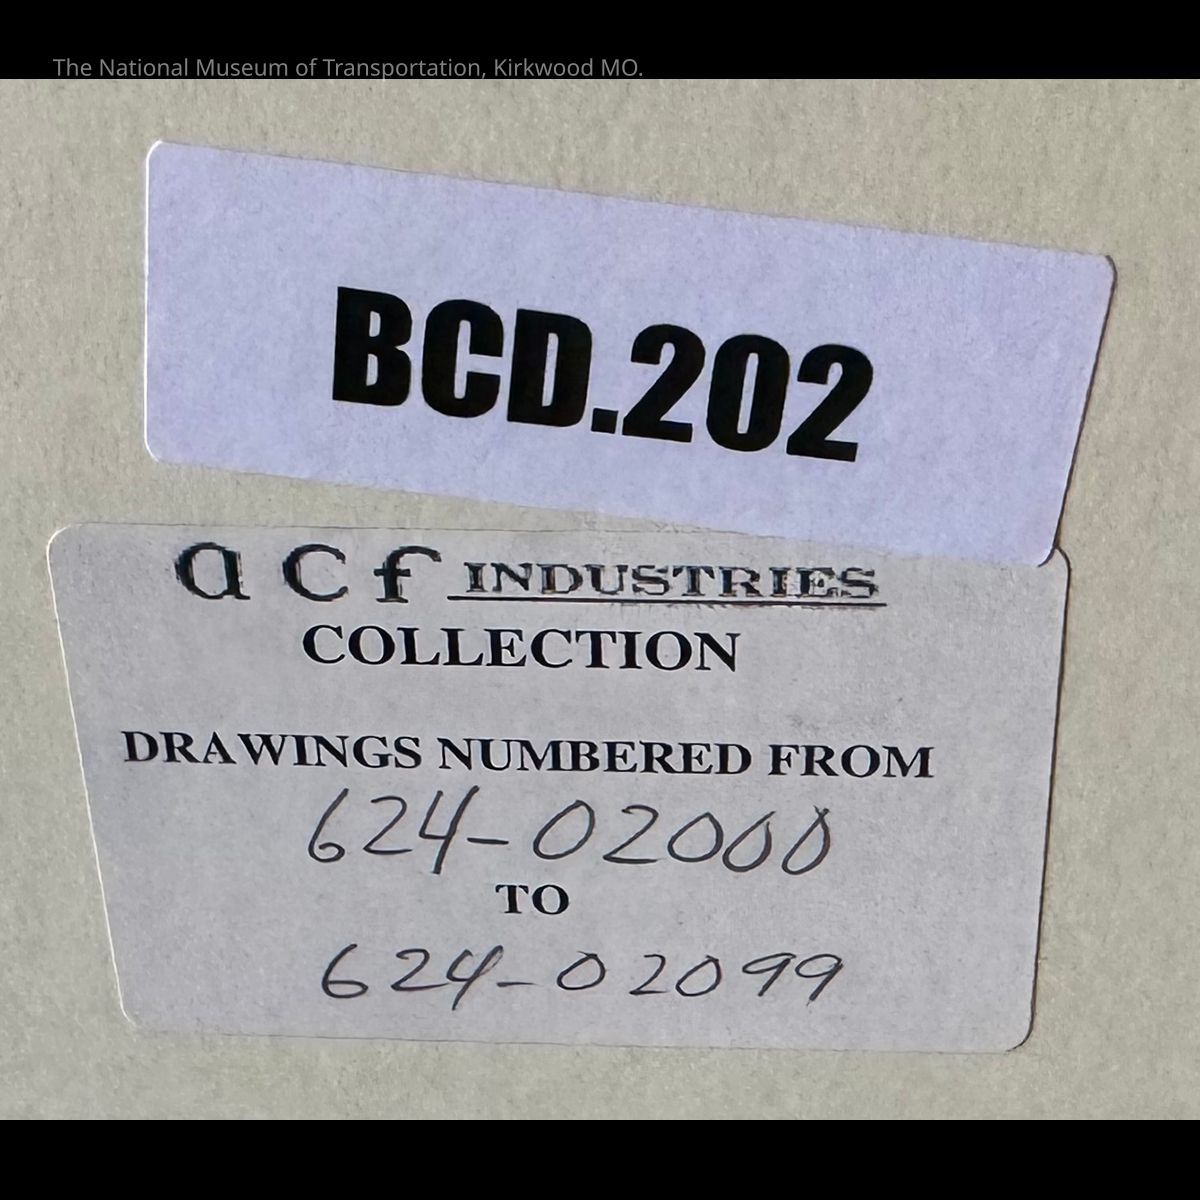 The National Museum of Transportation, Kirkwood MO.
BCD.202
acf INDUSTRIES
COLLECTION
DRAWINGS NUMBERED FROM
624-02000
TO
624-02099